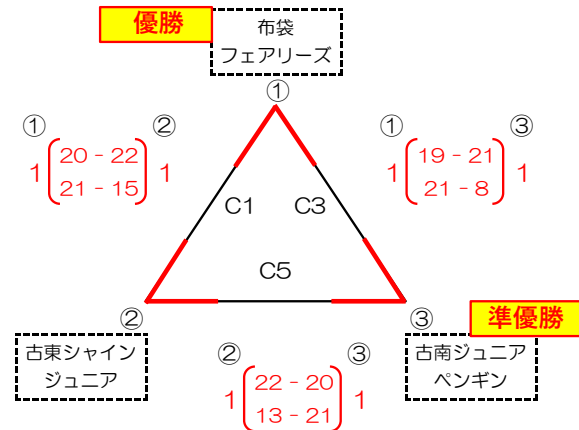 優勝
布袋
フェアリーズ
①
① ②
1 20 - 22 1
21 - 15
① ③
1 19 - 21 1
21 - 8
C1
C3
C5
②
③
準優勝
古東シャイン
ジュニア
古南ジュニア
ペンギン
② ③
1 22 - 20 1
13 - 21